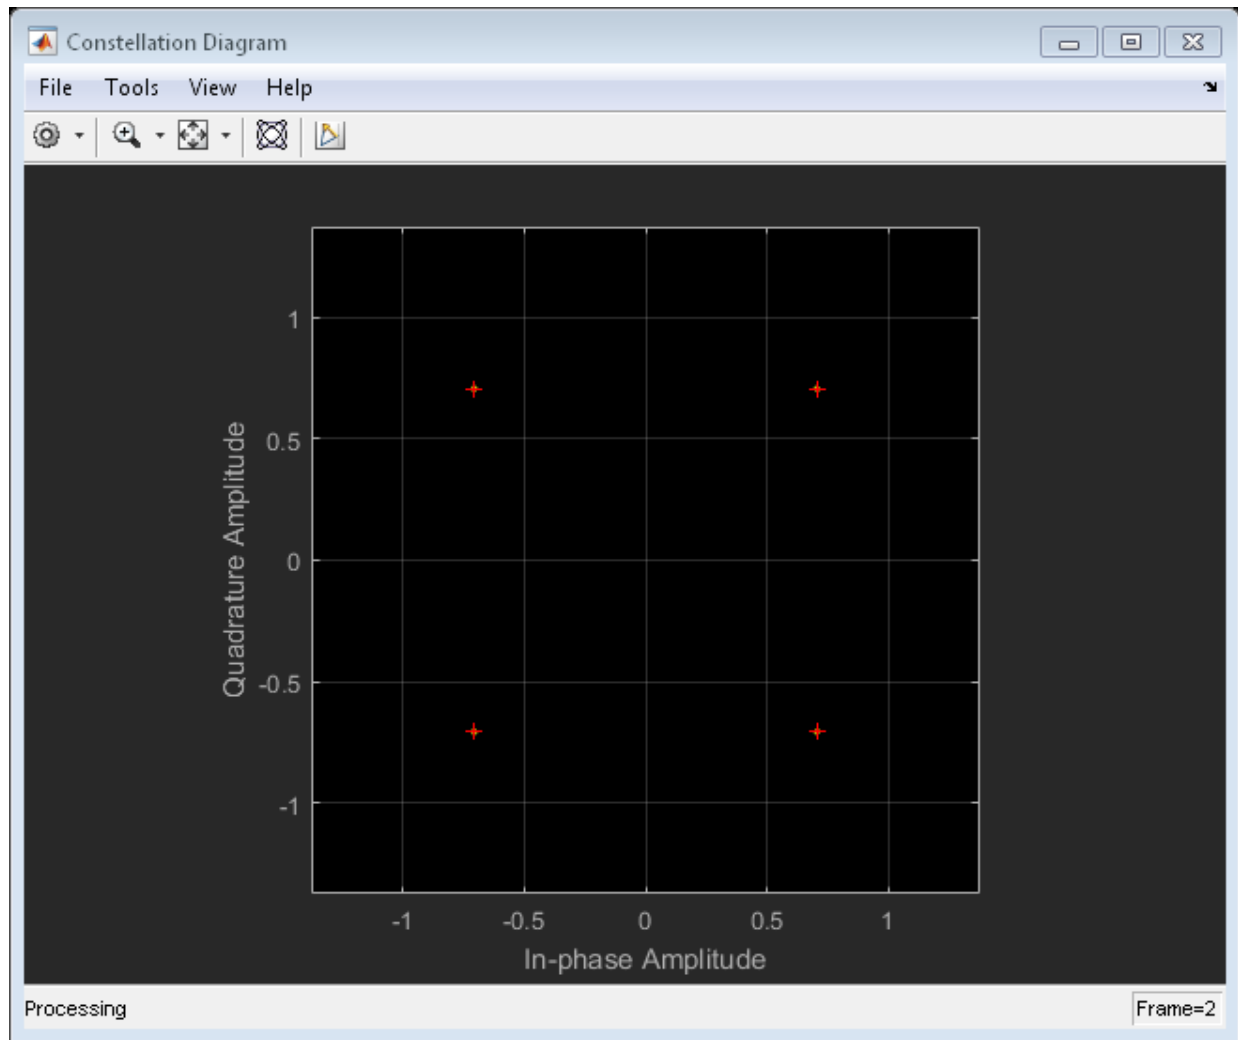 Constellation Diagram
File Tools View Help
1
0.5
0
-0.5
-1
Quadrature Amplitude
-1 -0.5 0 0.5 1
In-phase Amplitude
Processing Frame=2